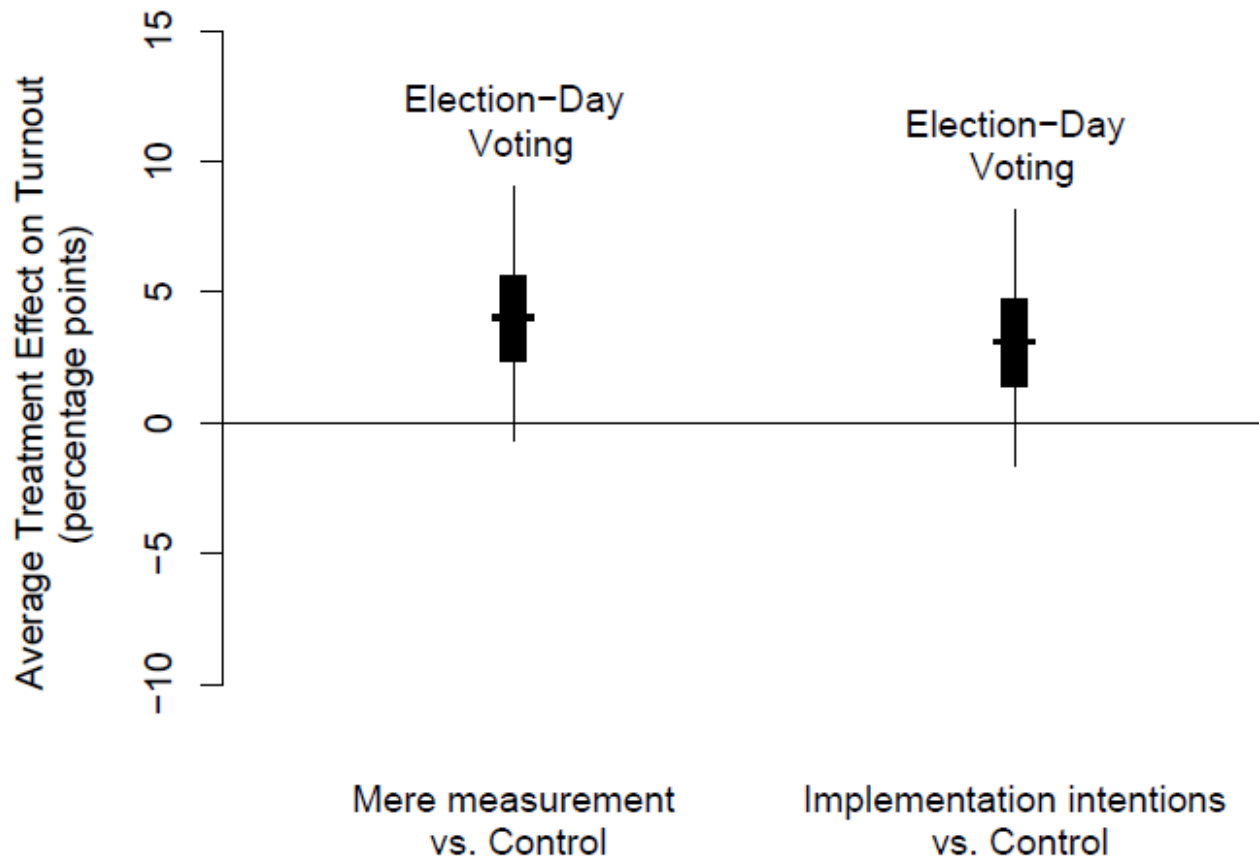 Average Treatment Effect on Turnout
(percentage points)
15
10
5
0
−5
−10
Election−Day
Voting
Election−Day
Voting
Mere measurement
vs. Control
Implementation intentions
vs. Control